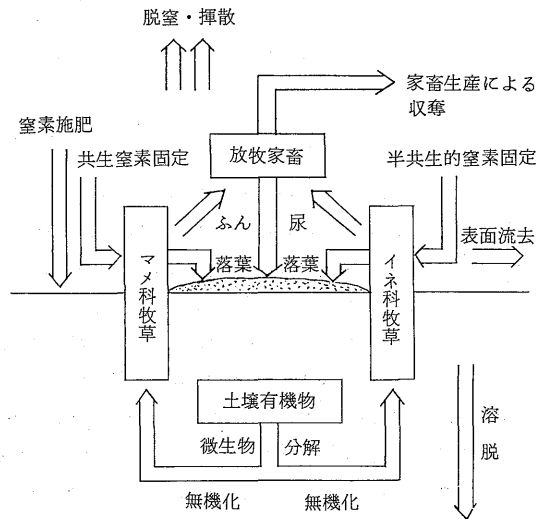 脱窒・揮散
家畜生産による
収奪
窒素施肥
共生窒素固定
放牧家畜
半共生的窒素固定
ふん
尿
表面流去
マメ科牧草
落葉
落葉
イネ科牧草
土壌有機物
微生物
分解
溶脱
無機化
無機化